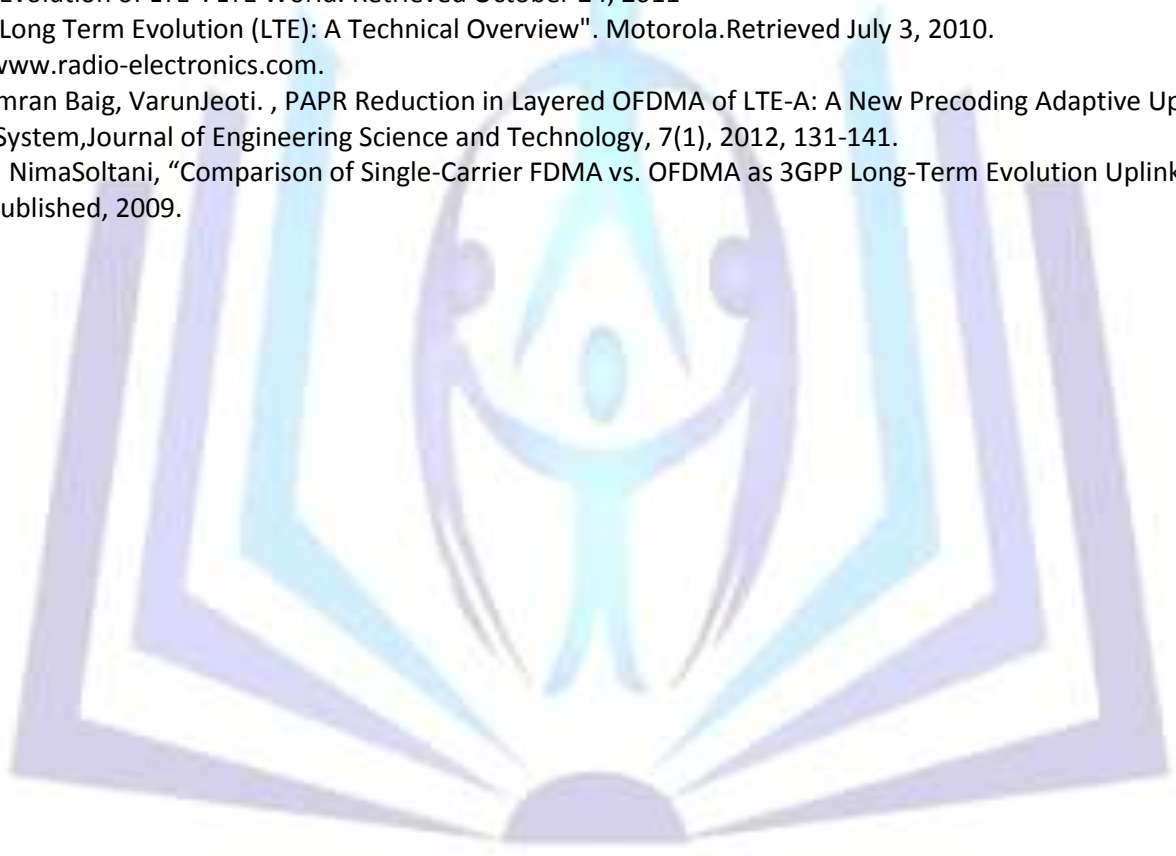 Evolution of LTE". LTE World. Retrieved October 24, 2011
Long Term Evolution (LTE): A Technical Overview". Motorola.Retrieved July 3, 2010.
www.radio-electronics.com.
mran Baig, VarunJeoti. , PAPR Reduction in Layered OFDMA of LTE-A: A New Precoding Adaptive Up
System,Journal of Engineering Science and Technology, 7(1), 2012, 131-141.
NimaSoltani, “Comparison of Single-Carrier FDMA vs. OFDMA as 3GPP Long-Term Evolution Uplink
ublished, 2009.